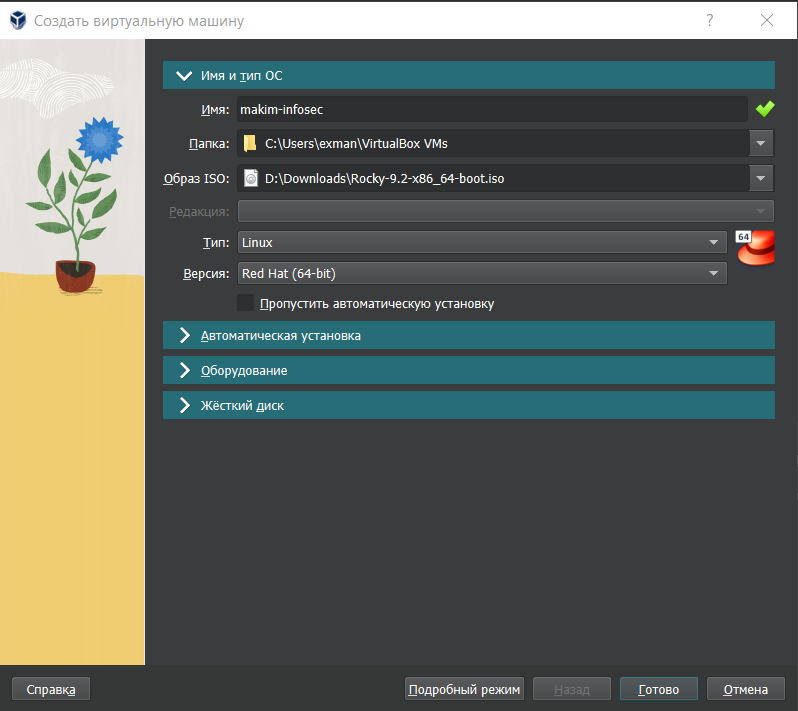 Создать виртуальную машину
?
Имя и тип ОС
Имя: makim-infosec
Папка: C:\Users\exman\VirtualBox VMs
Образ ISO: D:\Downloads\Rocky-9.2-x86_64-boot.iso
Редакция:
Тип: Linux
64
Версия: Red Hat (64-bit)
Пропустить автоматическую установку
Автоматическая установка
Оборудование
Жёсткий диск
Справка Подробный режим Назад Готово Отмена